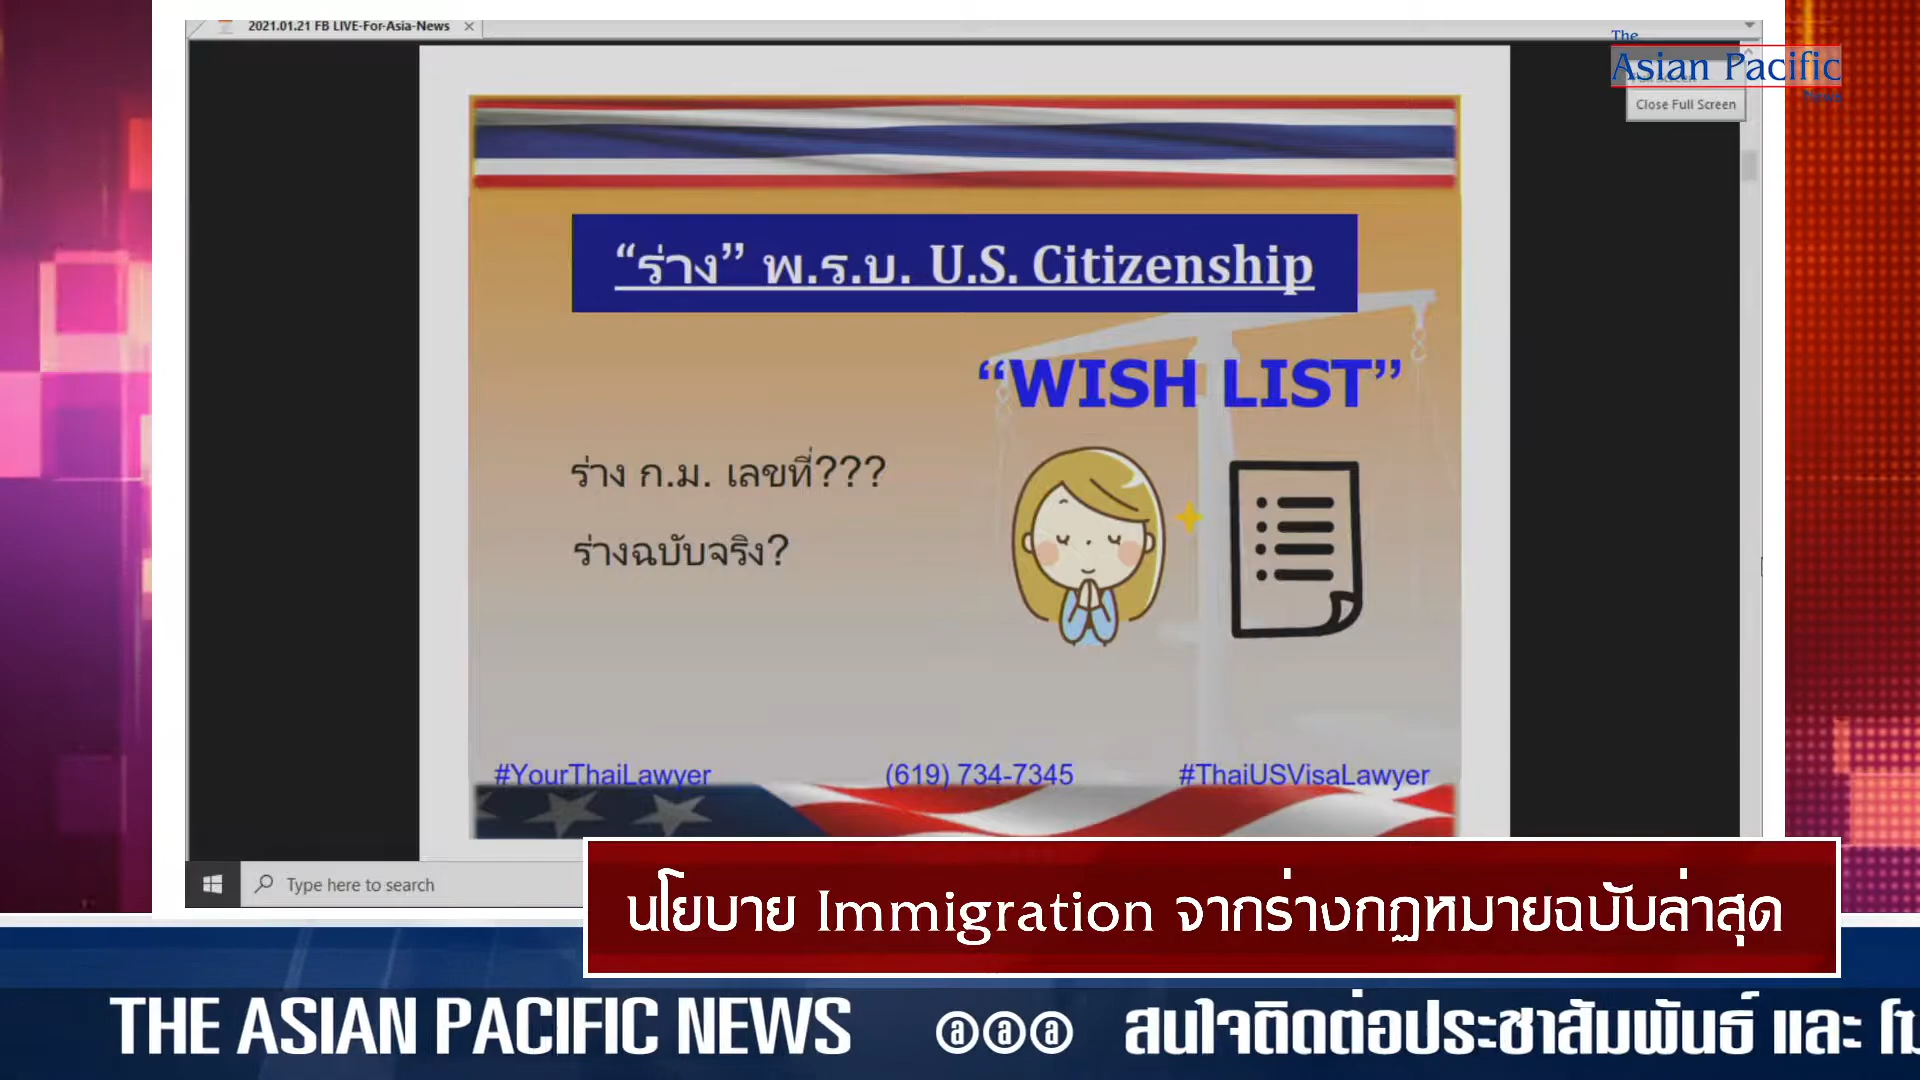 2021.01.21 FB LIVE-For-Asia-News
The
Asian Pacific
News
Close Full Screen
“ร่าง” พ.ร.บ. U.S. Citizenship
“WISH LIST”
ร่าง ก.ม. เลขที่???
ร่างฉบับจริง?
#YourThaiLawyer (619) 734-7345 #ThaiUSVisaLawyer
Type here to search
นโยบาย Immigration จากร่างกฎหมายฉบับล่าสุด
THE ASIAN PACIFIC NEWS @@@ สนใจติดต่อประชาสัมพันธ์ และ